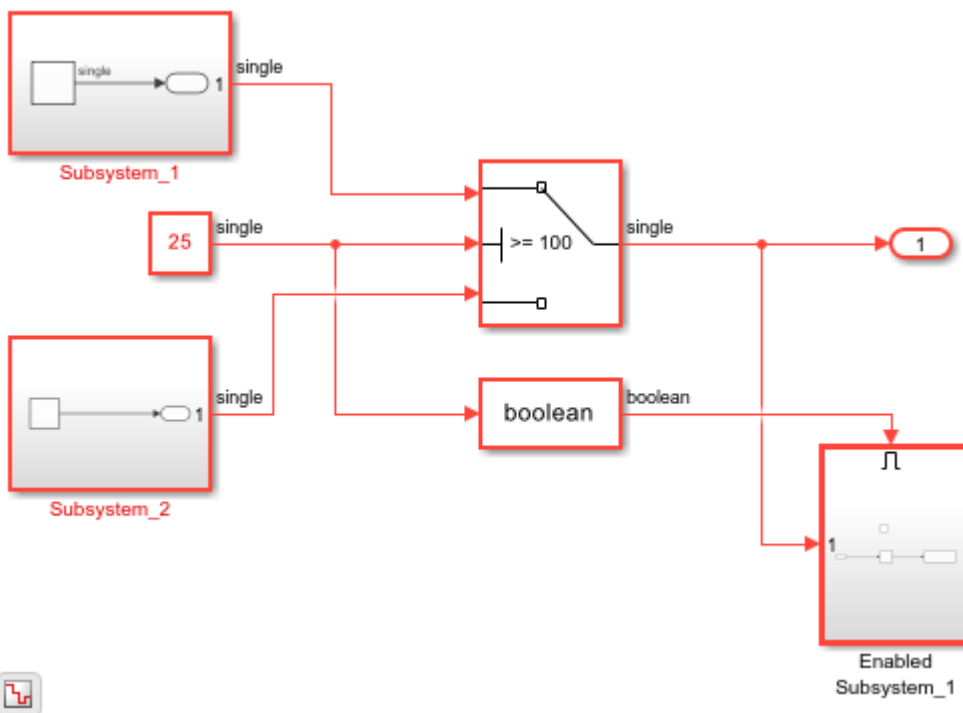 single
1
single
Subsystem_1
25
single
>= 100
single
1
single
1
Subsystem_2
boolean
boolean
1
Enabled
Subsystem_1